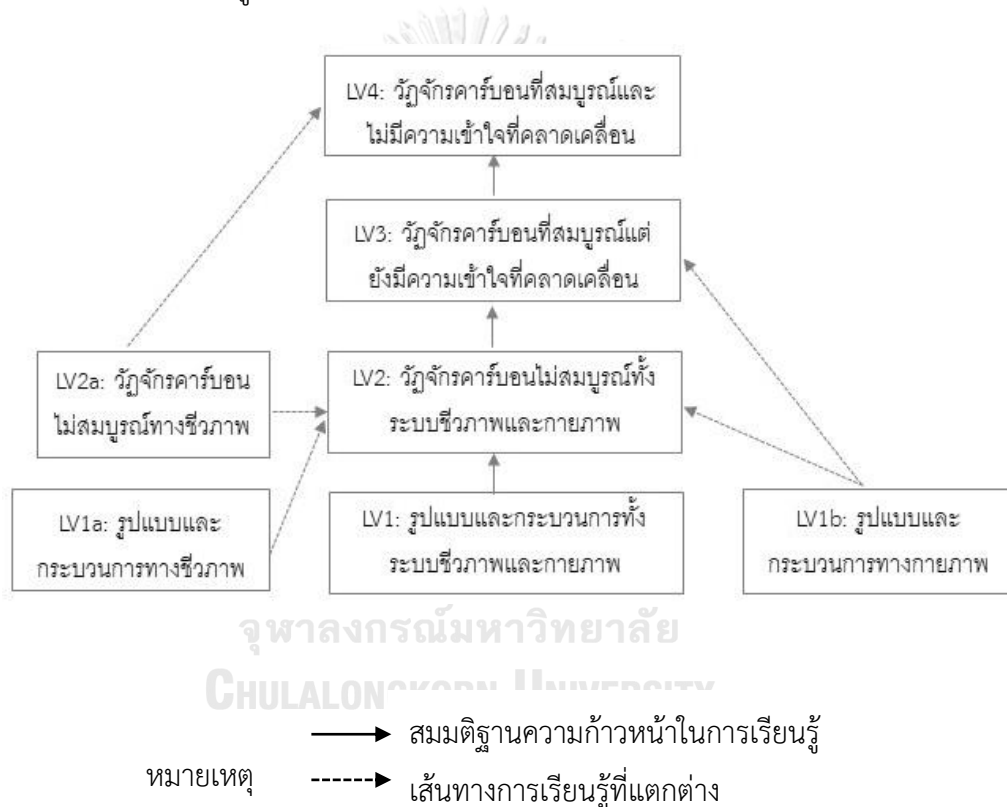 LV4: วัฏจักรคาร์บอนที่สมบูรณ์และ
ไม่มีความเข้าใจที่คลาดเคลื่อน
LV3: วัฏจักรคาร์บอนที่สมบูรณ์แต่
ยังมีความเข้าใจที่คลาดเคลื่อน
LV2a: วัฏจักรคาร์บอน
ไม่สมบูรณ์ทางชีวภาพ
LV2: วัฏจักรคาร์บอนไม่สมบูรณ์ทั้ง
ระบบชีวภาพและกายภาพ
LV1a: รูปแบบและ
กระบวนการทางชีวภาพ
LV1: รูปแบบและกระบวนการทั้ง
ระบบชีวภาพและกายภาพ
LV1b: รูปแบบและ
กระบวนการทางกายภาพ
จุฬาลงกรณ์มหาวิทยาลัย
CHULALONGKORN UNIVERSITY
สมมติฐานความก้าวหน้าในการเรียนรู้
หมายเหตุ
เส้นทางการเรียนรู้ที่แตกต่าง